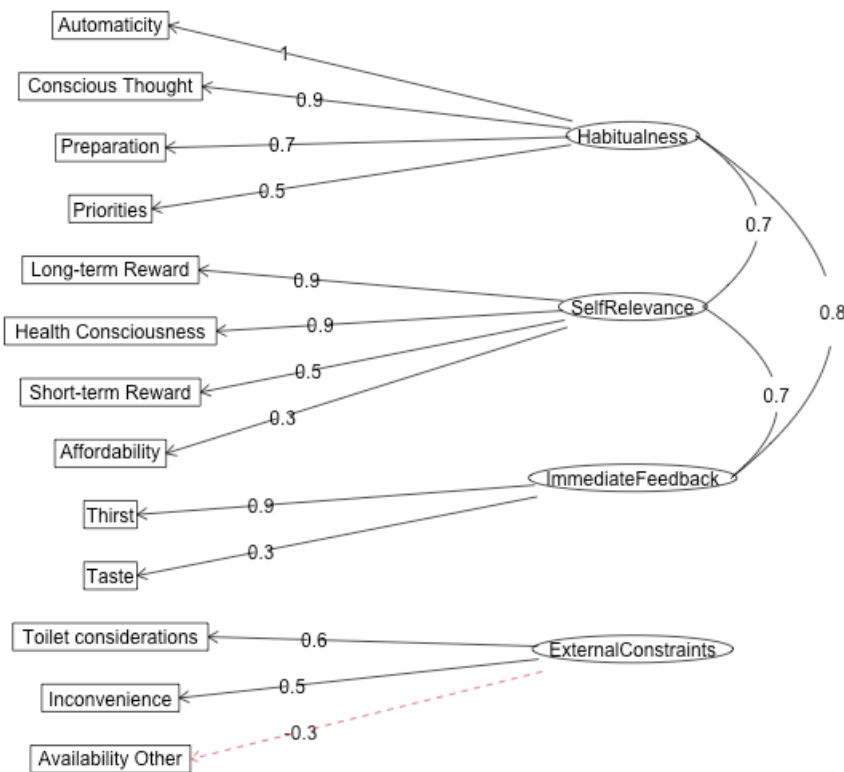 Automaticity
1
Conscious Thought
0.9
Habitualness
Preparation
0.7
Priorities
0.5
0.7
Long-term Reward
0.9
SelfRelevance
0.8
Health Consciousness
0.9
Short-term Reward
0.5
0.7
Affordability
0.3
ImmediateFeedback
Thirst
0.9
Taste
0.3
Toilet considerations
0.6
ExternalConstraints
Inconvenience
0.5
Availability Other
-0.3